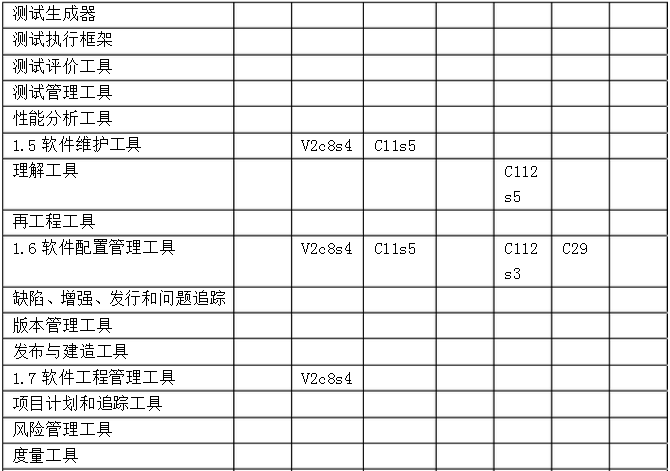 测试生成器
测试执行框架
测试评价工具
测试管理工具
性能分析工具
1.5 软件维护工具 V2c8s4 C11s5
理解工具 C112
s5
再工程工具
1.6 软件配置管理工具 V2c8s4 C11s5 C112 C29
s3
缺陷、增强、发行和问题追踪
版本管理工具
发布与建造工具
1.7 软件工程管理工具 V2c8s4
项目计划和追踪工具
风险管理工具
度量工具